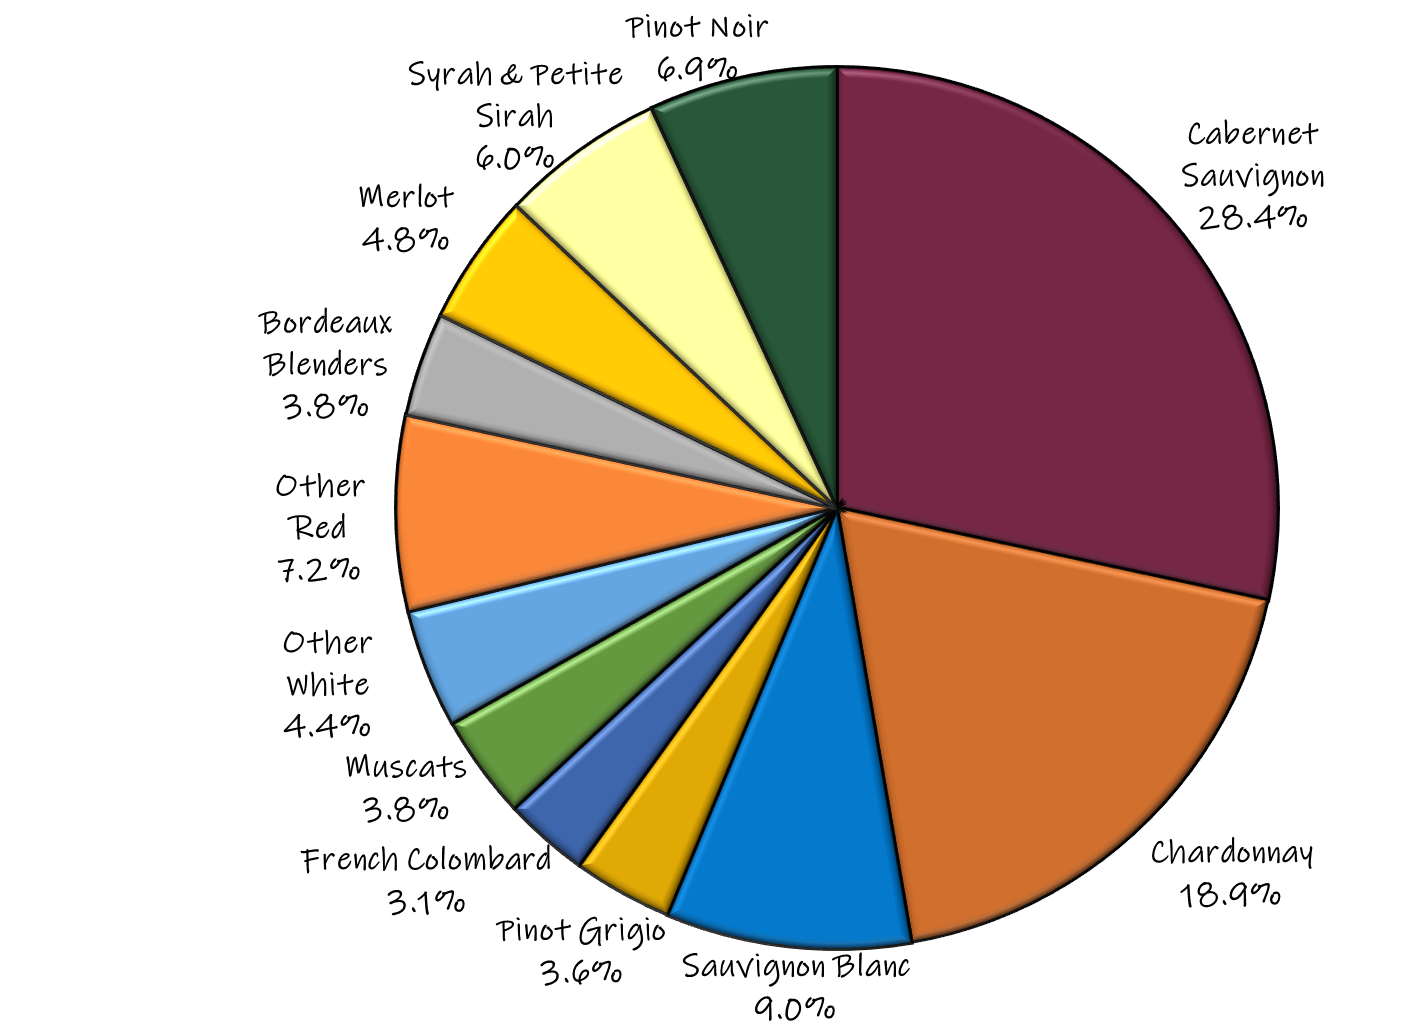 Pinot Noir
6.9%
Syrah & Petite
Sirah
6.0%
Cabernet
Sauvignon
28.4%
Merlot
4.8%
Bordeaux
Blenders
3.8%
Other
Red
7.2%
Other
White
4.4%
Muscats
3.8%
French Colombard
3.1%
Pinot Grigio
3.6%
Sauvignon Blanc
9.0%
Chardonnay
18.9%